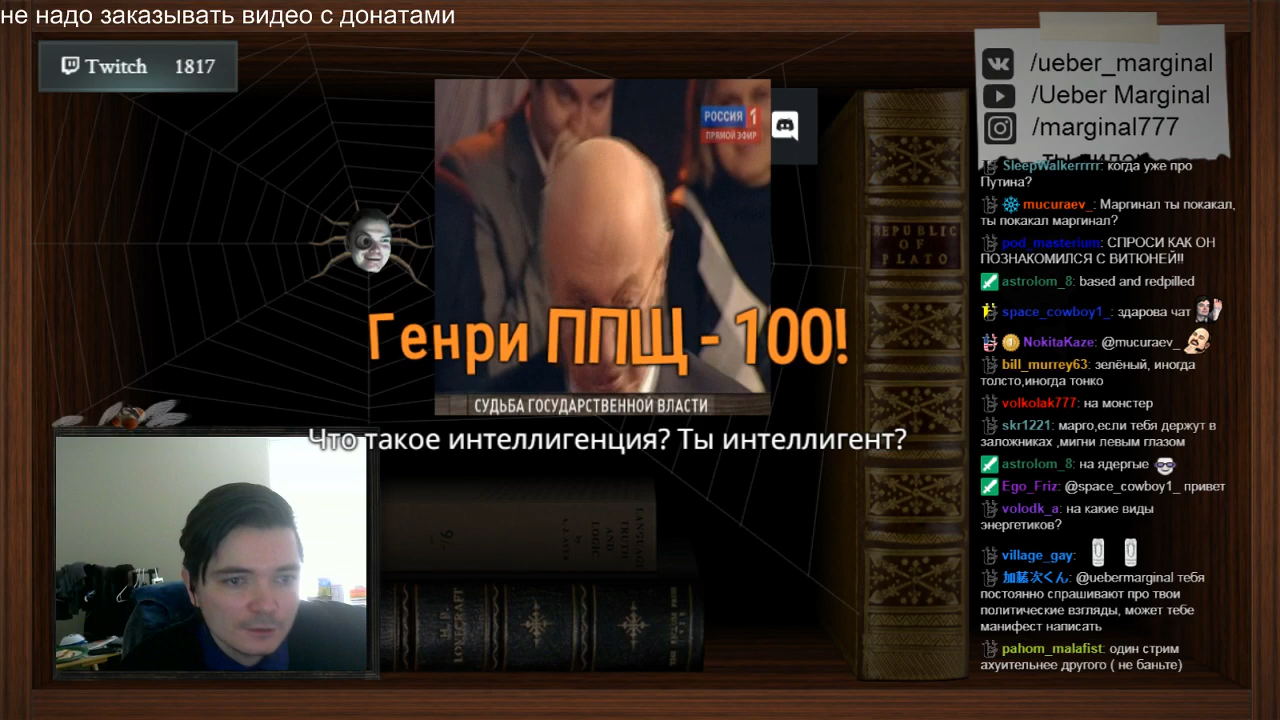 не надо заказывать видео с донатами
Twitch 1817
/ueber_marginal
/Ueber Marginal
/marginal777
РОССИЯ 1
ПРЯМОЙ ЭФИР
Генри ППЩ - 100!
СУДЬБА ГОСУДАРСТВЕННОЙ ВЛАСТИ
Что такое интеллигенция? Ты интеллигент?
REPUBLIC
OF
PLATO
LANGUAGE
TRUTH
AND
LOGIC
H.P.
LOVECRAFT
SleepWalkerrrrr: когда уже про
Путина?
mucuraev_: Маргинал ты покакал,
ты покакал маргинал?
pod_masterium: СПРОСИ КАК ОН
ПОЗНАКОМИЛСЯ С ВИТЮНЕЙ!!
astrolom_8: based and redpilled
space_cowboy1_: здарова чат
NokitaKaze: @mucuraev_
bill_murrey63: зелёный, иногда
толсто,иногда тонко
volkolak777: на монстер
skr1221: марго,если тебя держут в
заложниках ,мигни левым глазом
astrolom_8: на ядергые
Ego_Friz: @space_cowboy1_ привет
volodk_a: на какие виды
энергетиков?
village_gay:
加藤次くん: @uebermarginal тебя
постоянно спрашивают про твои
политические взгляды, может тебе
манифест написать
pahom_malafist: один стрим
ахуительнее другого ( не баньте)